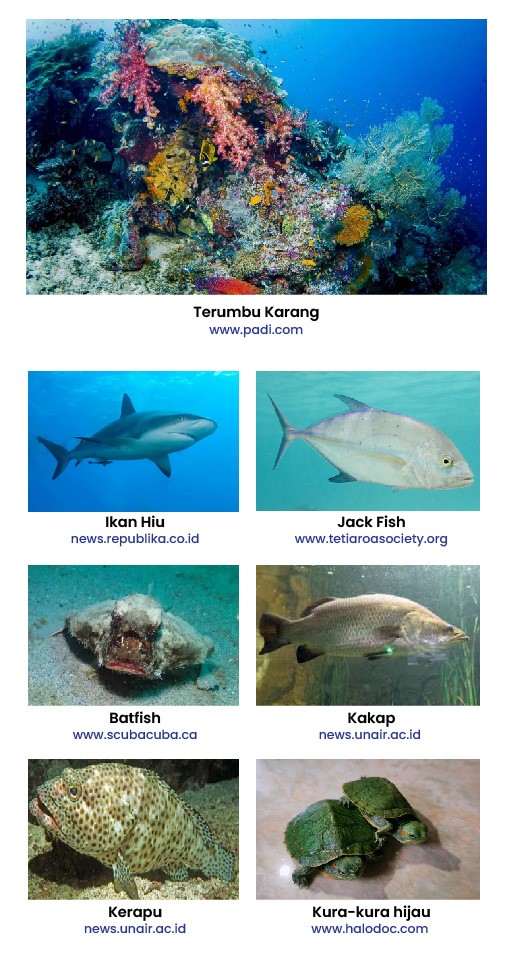 Terumbu Karang
www.padi.com
Ikan Hiu
news.republika.co.id
Jack Fish
www.tetiaroasociety.org
Batfish
www.scubacuba.ca
Kakap
news.unair.ac.id
Kerapu
news.unair.ac.id
Kura-kura hijau
www.halodoc.com